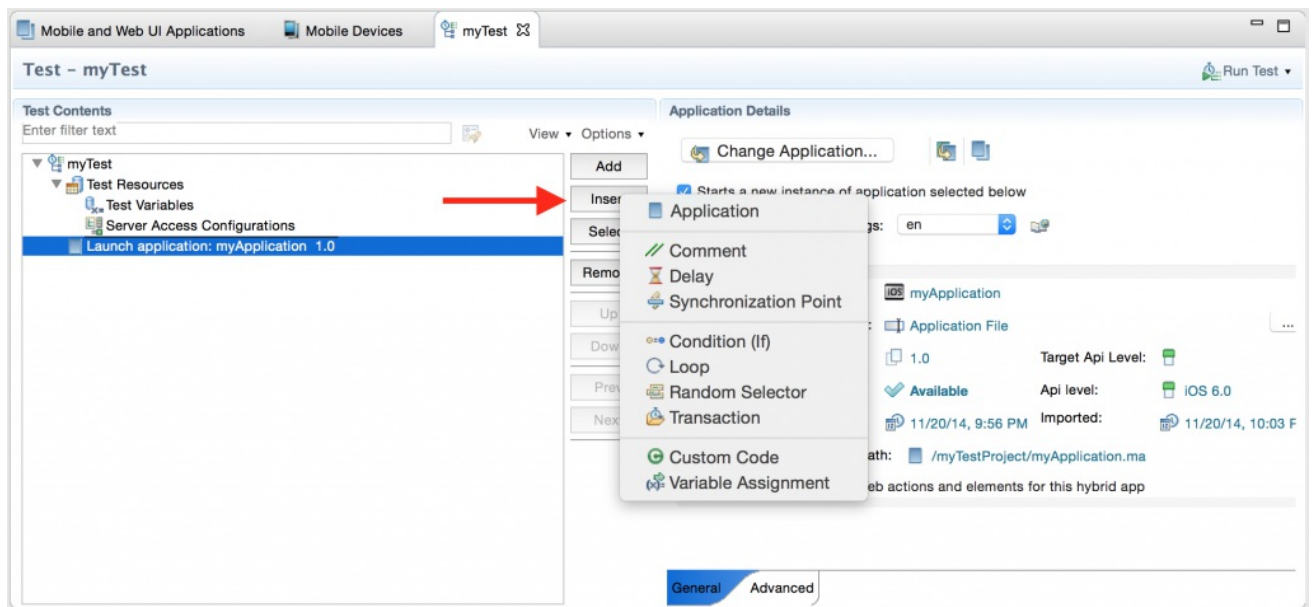 Mobile and Web UI Applications Mobile Devices myTest
Test - myTest Run Test
Test Contents
Enter filter text
View Options
myTest
Test Resources
Test Variables
Server Access Configurations
Launch application: myApplication 1.0
Add
Inser
Selec
Remo
Up
Dow
Prev
Nex
Application
Comment
Delay
Synchronization Point
Condition (If)
Loop
Random Selector
Transaction
Custom Code
Variable Assignment
Application Details
Change Application...
Starts a new instance of application selected below
gs: en
iOS myApplication
: Application File ...
1.0 Target Api Level:
Available Api level: iOS 6.0
11/20/14, 9:56 PM Imported: 11/20/14, 10:03 P
ath: /myTestProject/myApplication.ma
eb actions and elements for this hybrid app
General Advanced